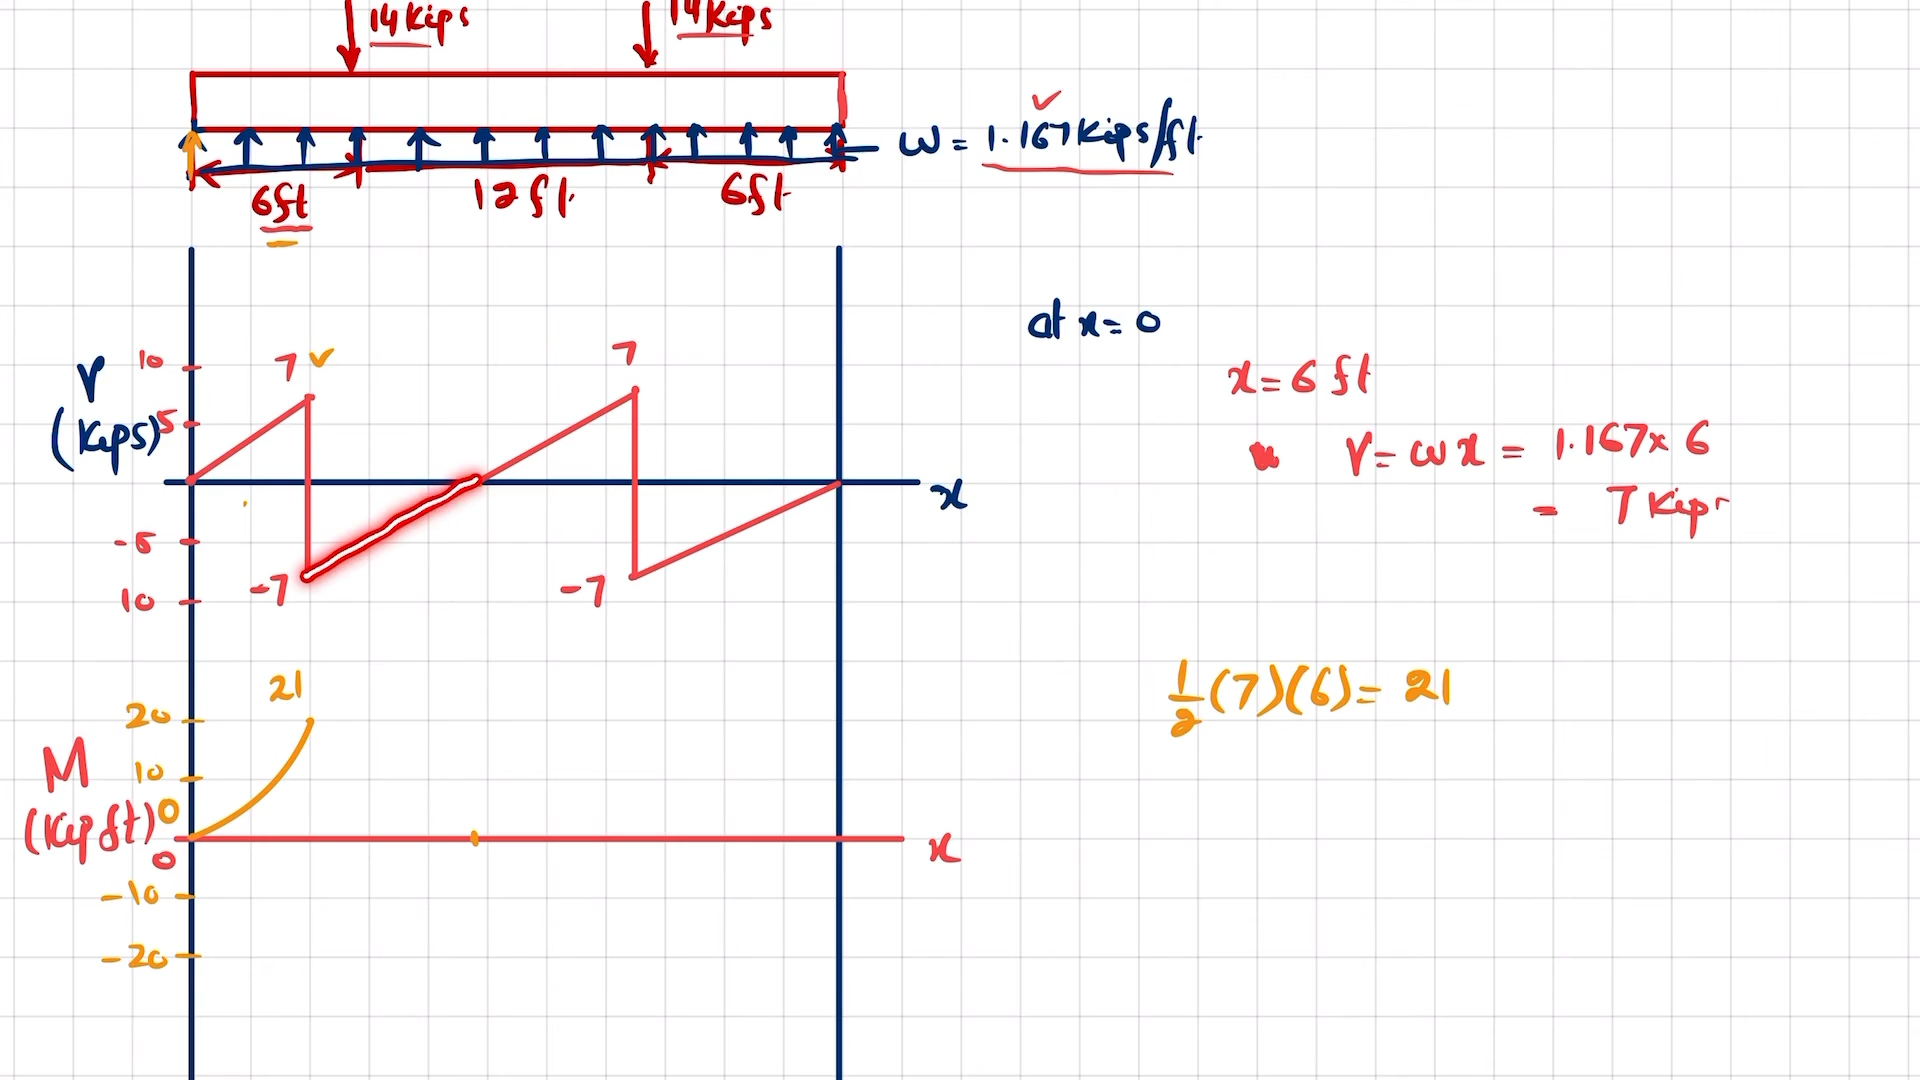 14 Kips
14 Kips
ω = 1.167 Kips/ft
6ft
12 ft
6ft
at x = 0
x = 6 ft
V = ωx = 1.167 × 6
= 7 Kips
V
(Kips)
10
5
-5
10
7
7
-7
-7
x
1/2 (7)(6) = 21
M
(Kip ft)
20
10
0
0
-10
-20
21
x